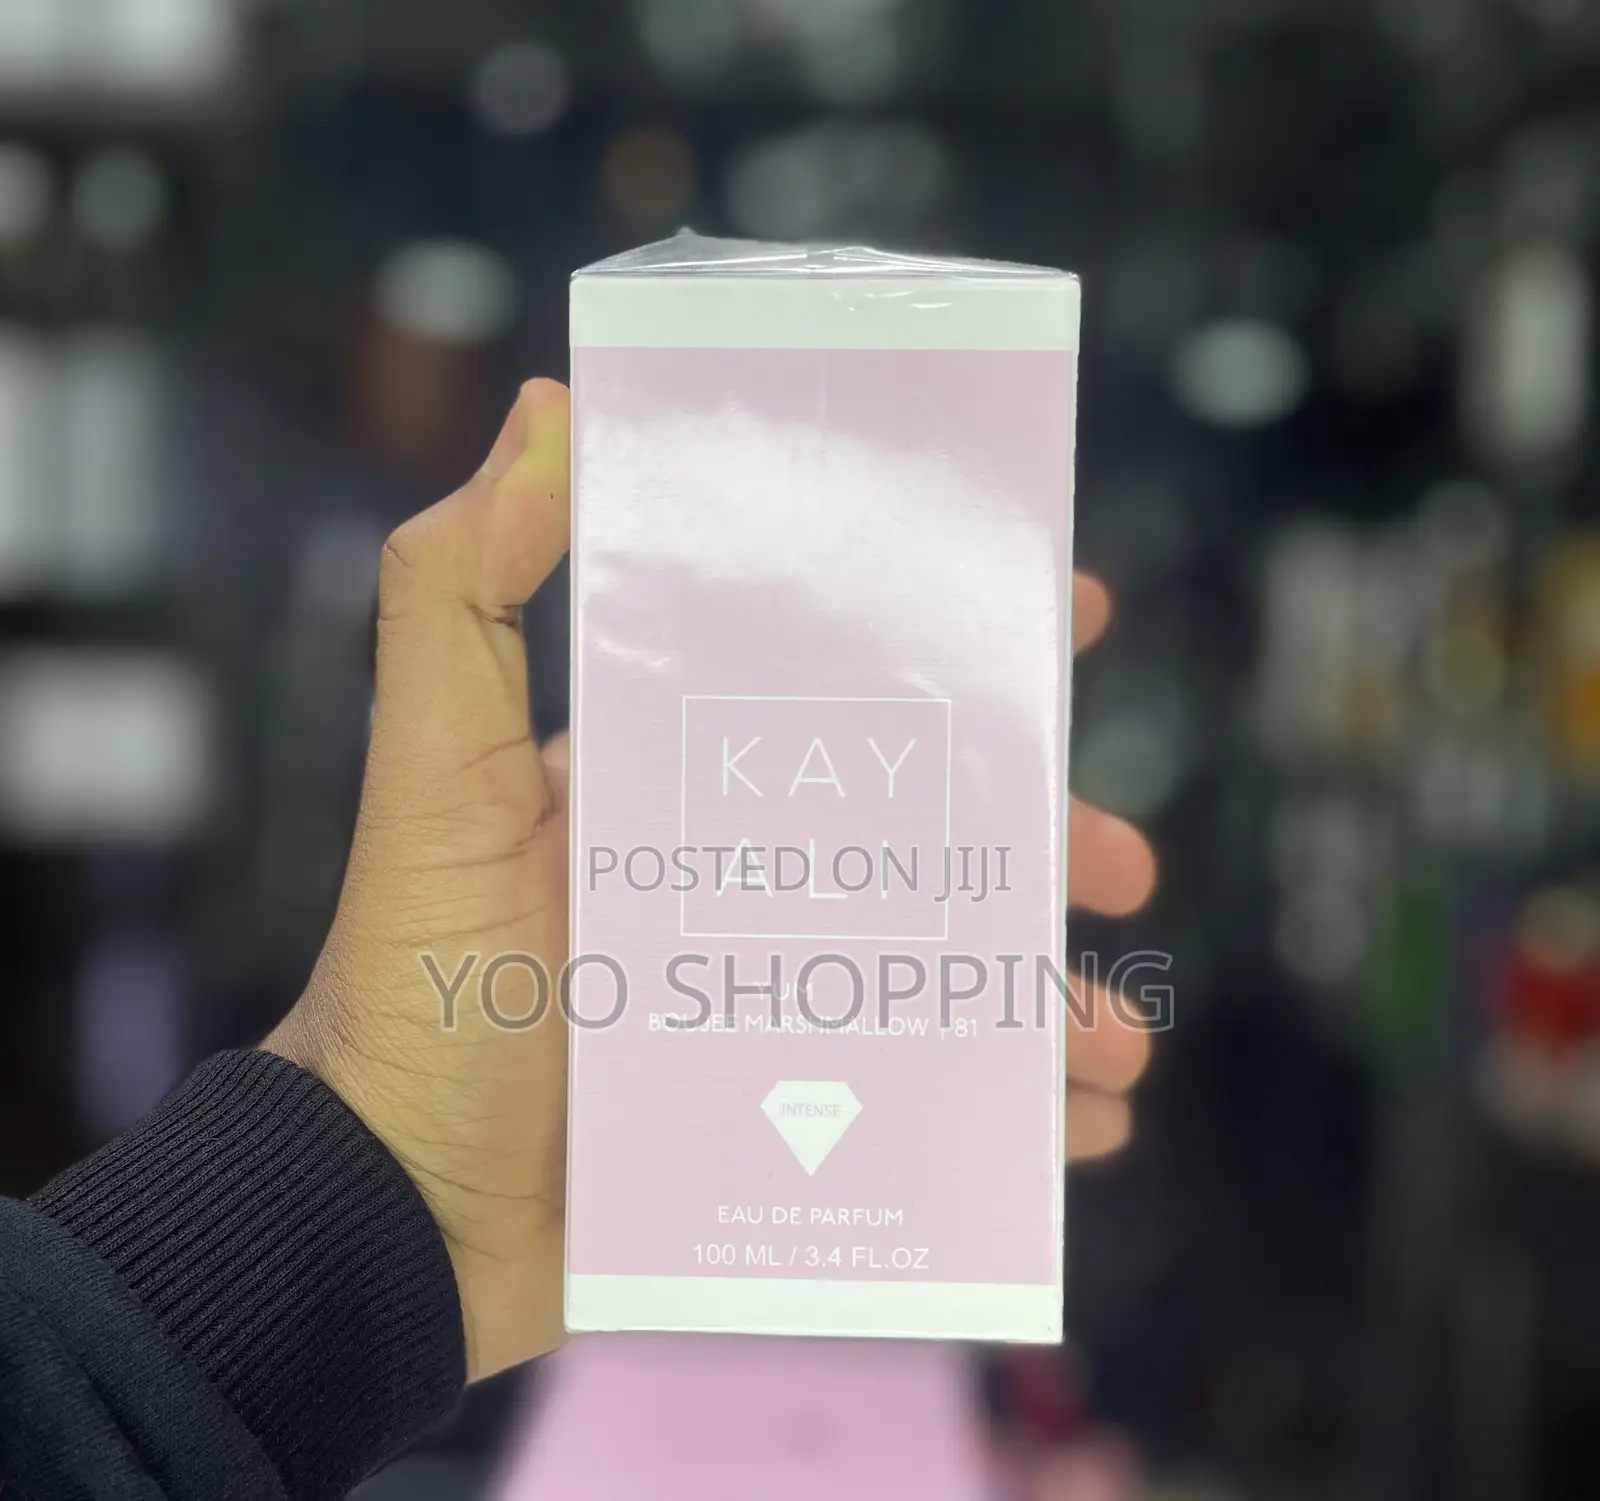 KAY
ALI
POSTED ON JIJI
YOO SHOPPING
YUM
BOUJEE MARSHMALLOW | 81
INTENSE
EAU DE PARFUM
100 ML / 3.4 FL.OZ